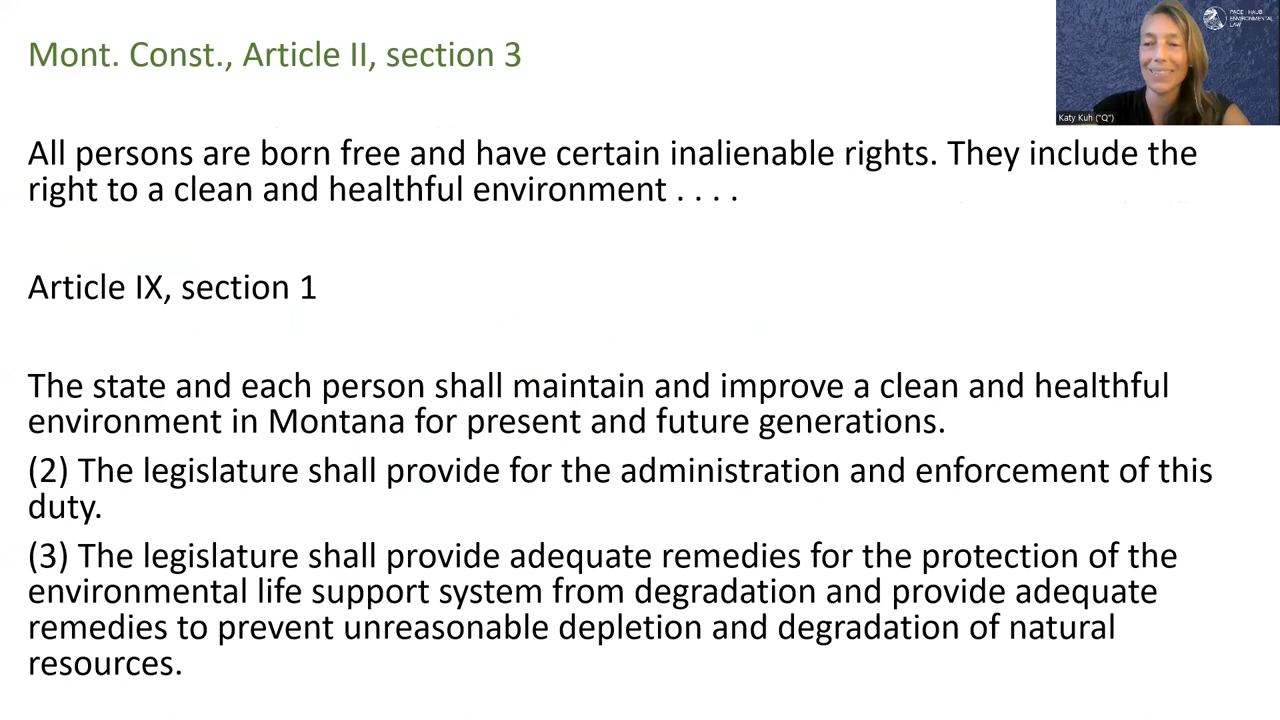 Mont. Const., Article II, section 3
PACE | HAUB
ENVIRONMENTAL
LAW
Katy Kuh ("Q")
All persons are born free and have certain inalienable rights. They include the
right to a clean and healthful environment . . . .
Article IX, section 1
The state and each person shall maintain and improve a clean and healthful
environment in Montana for present and future generations.
(2) The legislature shall provide for the administration and enforcement of this
duty.
(3) The legislature shall provide adequate remedies for the protection of the
environmental life support system from degradation and provide adequate
remedies to prevent unreasonable depletion and degradation of natural
resources.